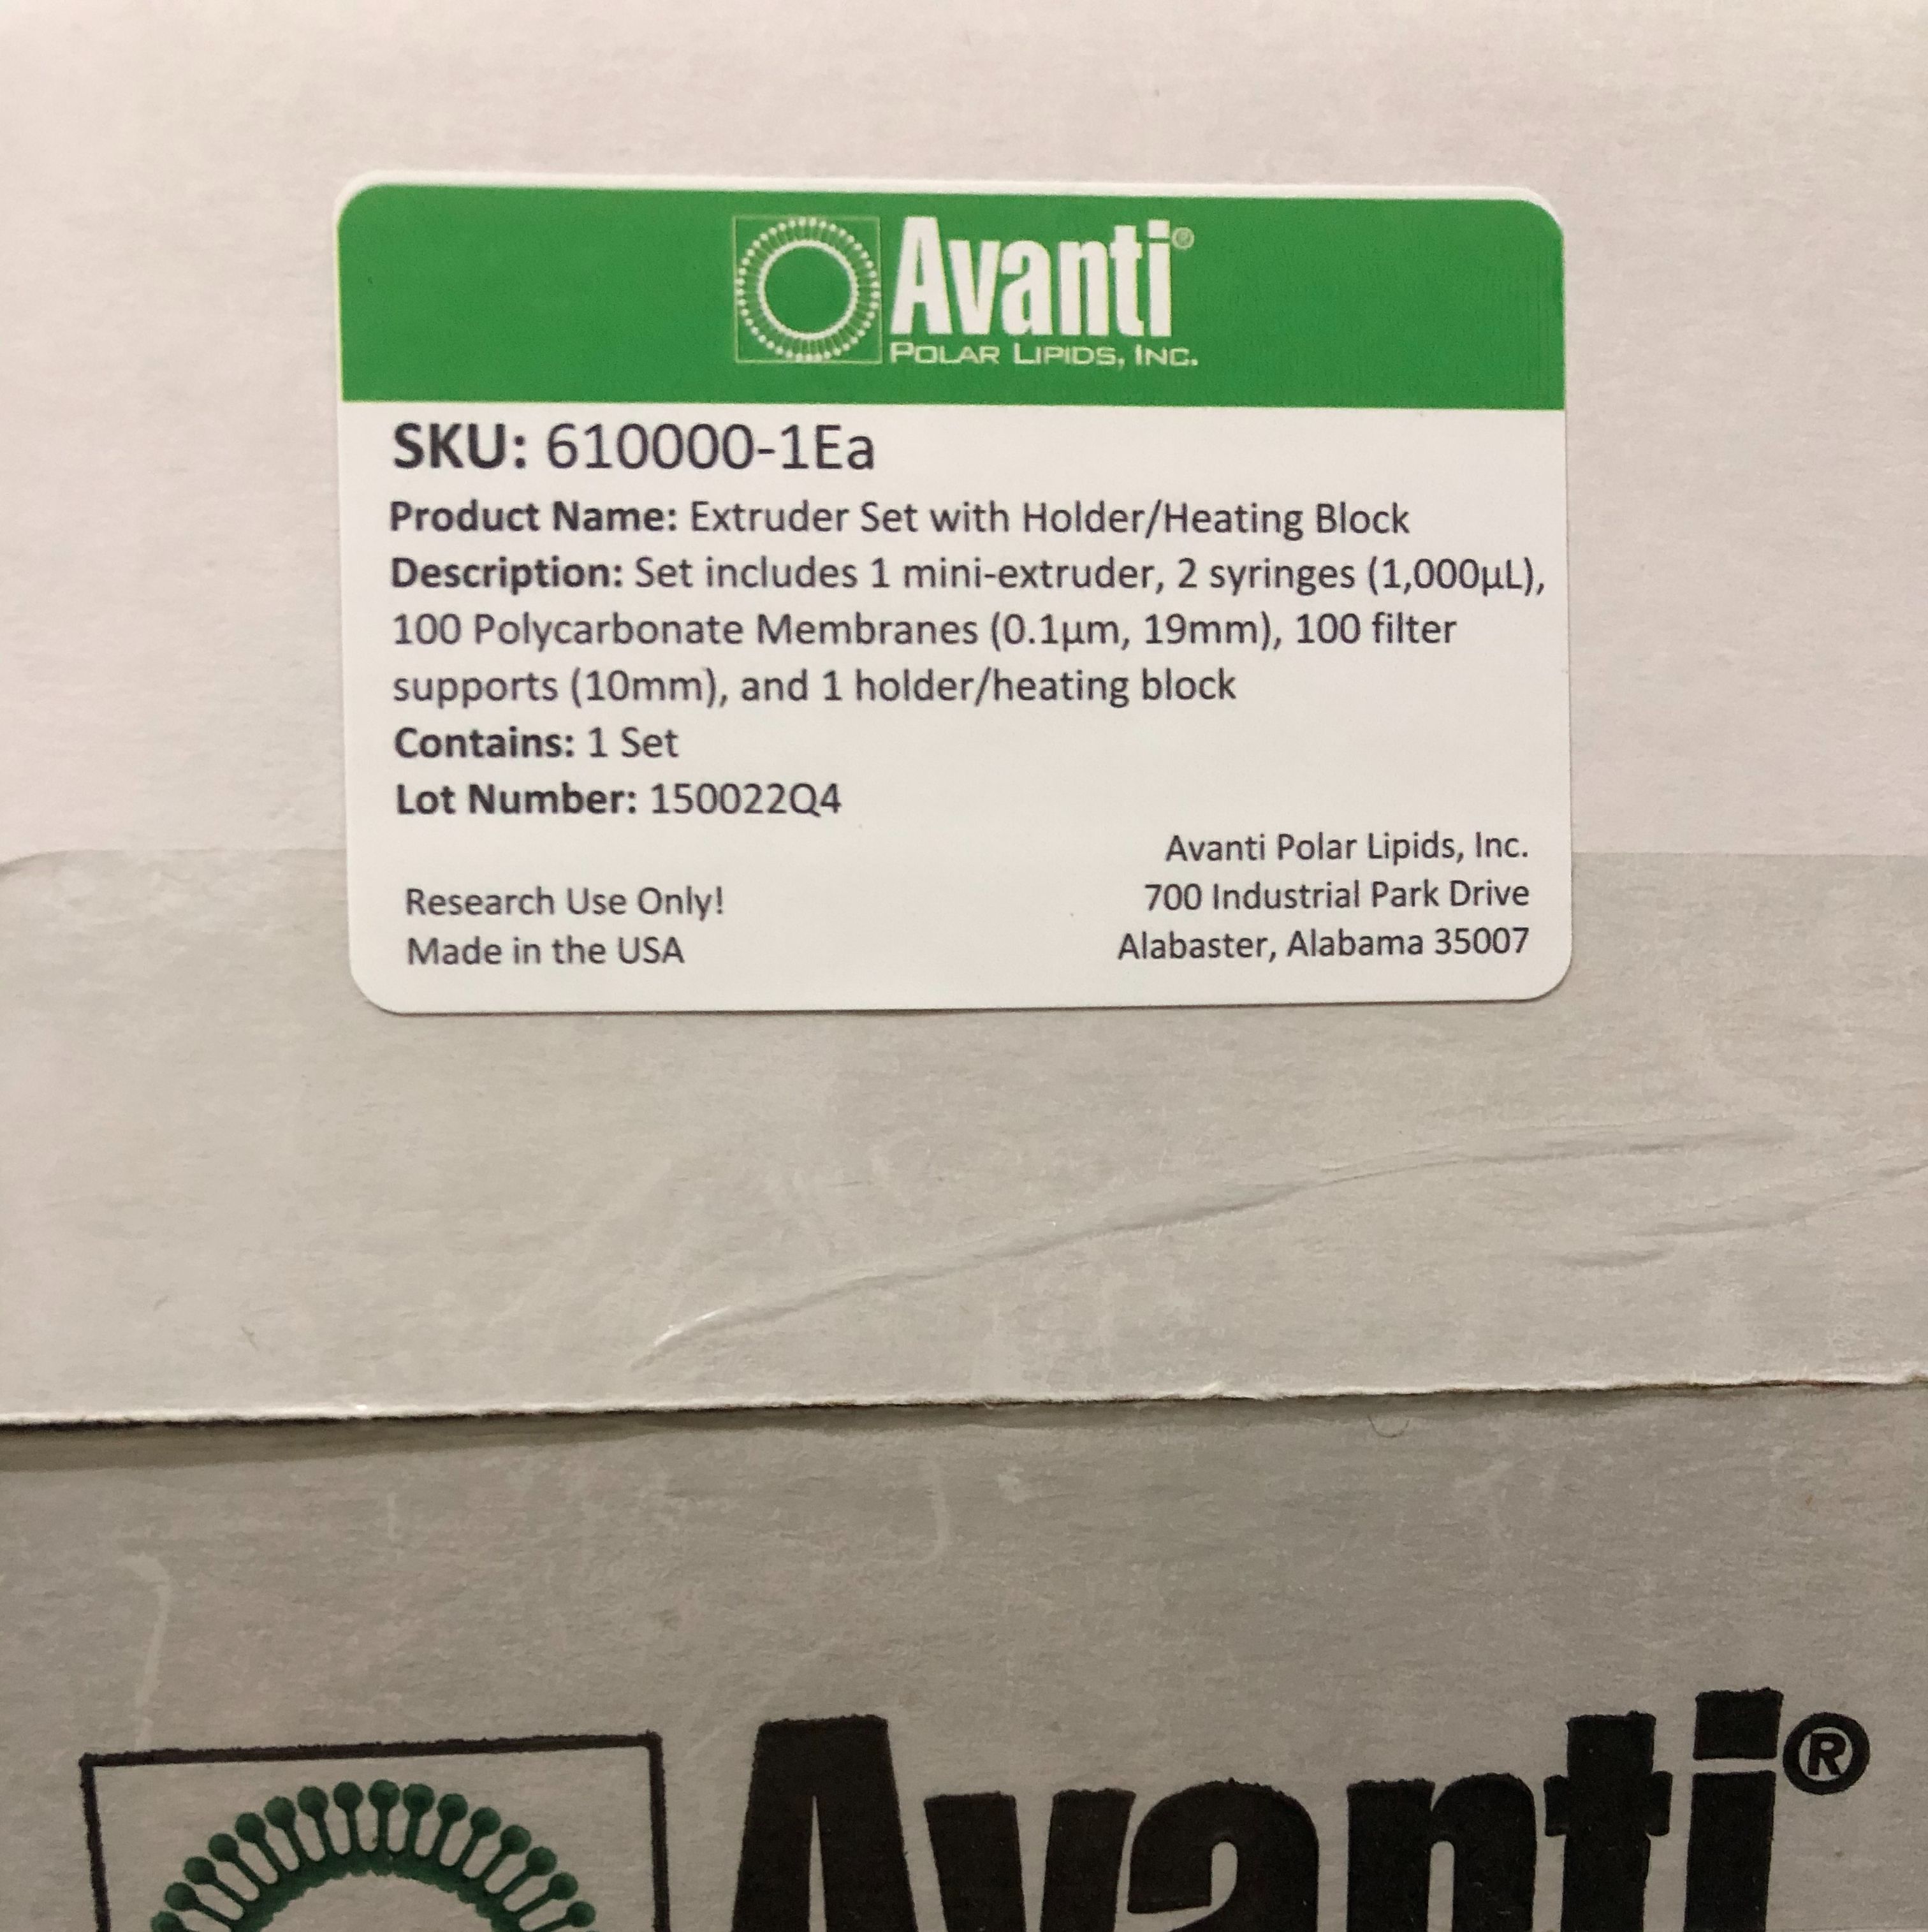 Avanti®
POLAR LIPIDS, INC.
SKU: 610000-1Ea
Product Name: Extruder Set with Holder/Heating Block
Description: Set includes 1 mini-extruder, 2 syringes (1,000µL),
100 Polycarbonate Membranes (0.1µm, 19mm), 100 filter
supports (10mm), and 1 holder/heating block
Contains: 1 Set
Lot Number: 150022Q4
Research Use Only!
Made in the USA
Avanti Polar Lipids, Inc.
700 Industrial Park Drive
Alabaster, Alabama 35007
Avanti®